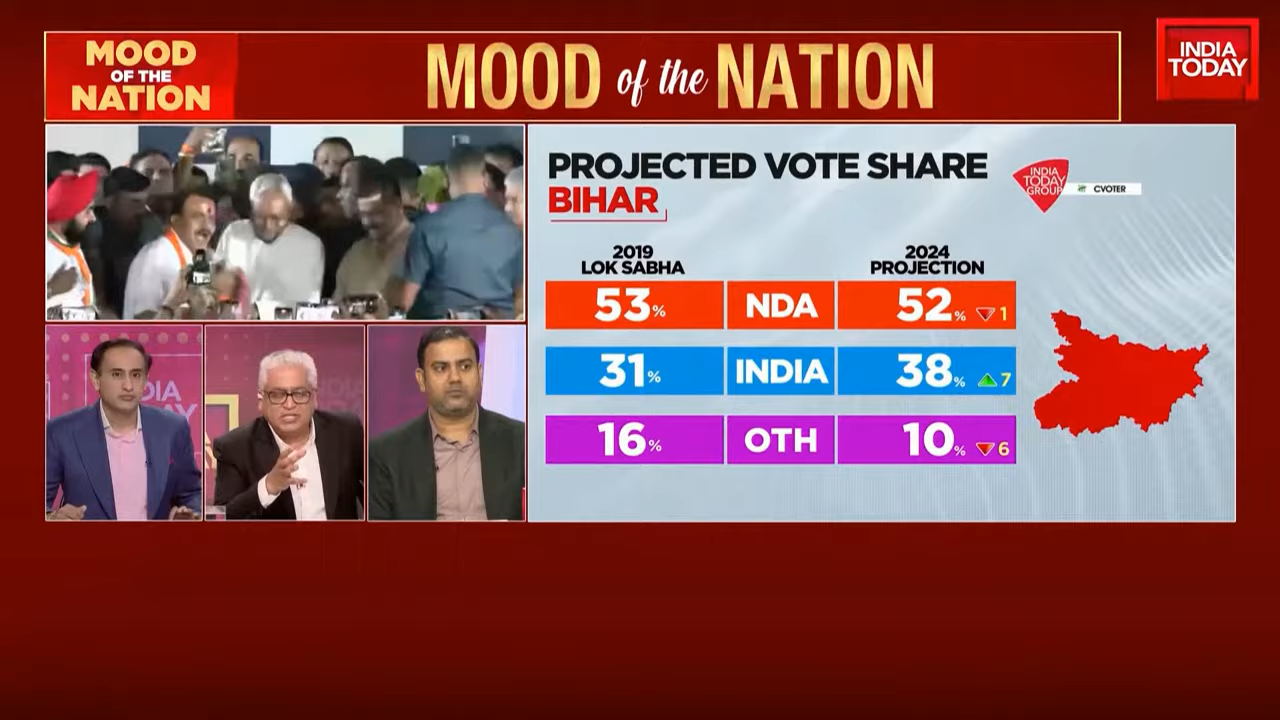 MOOD
OF THE
NATION
MOOD of the NATION
INDIA
TODAY
PROJECTED VOTE SHARE
BIHAR
INDIA
TODAY
GROUP
CVOTER
2019
LOK SABHA
2024
PROJECTION
53% NDA 52% 1
31% INDIA 38% 7
16% OTH 10% 6